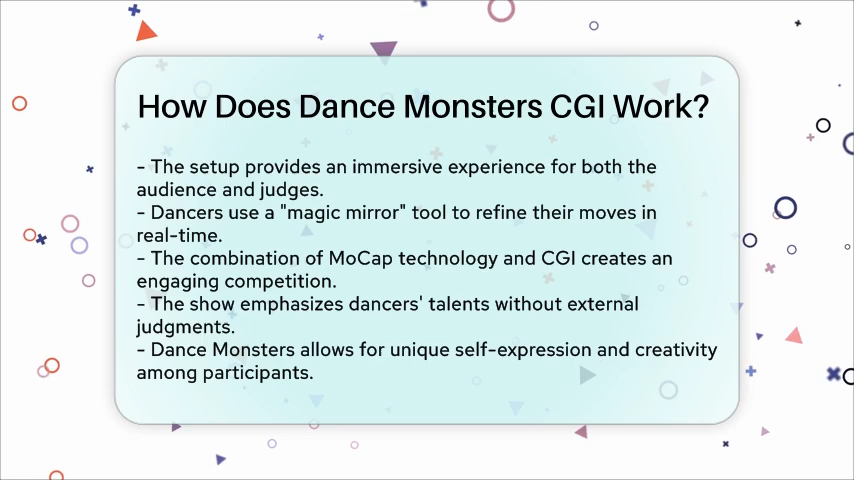 How Does Dance Monsters CGI Work?
- The setup provides an immersive experience for both the
audience and judges.
- Dancers use a "magic mirror" tool to refine their moves in
real-time.
- The combination of MoCap technology and CGI creates an
engaging competition.
- The show emphasizes dancers' talents without external
judgments.
- Dance Monsters allows for unique self-expression and creativity
among participants.